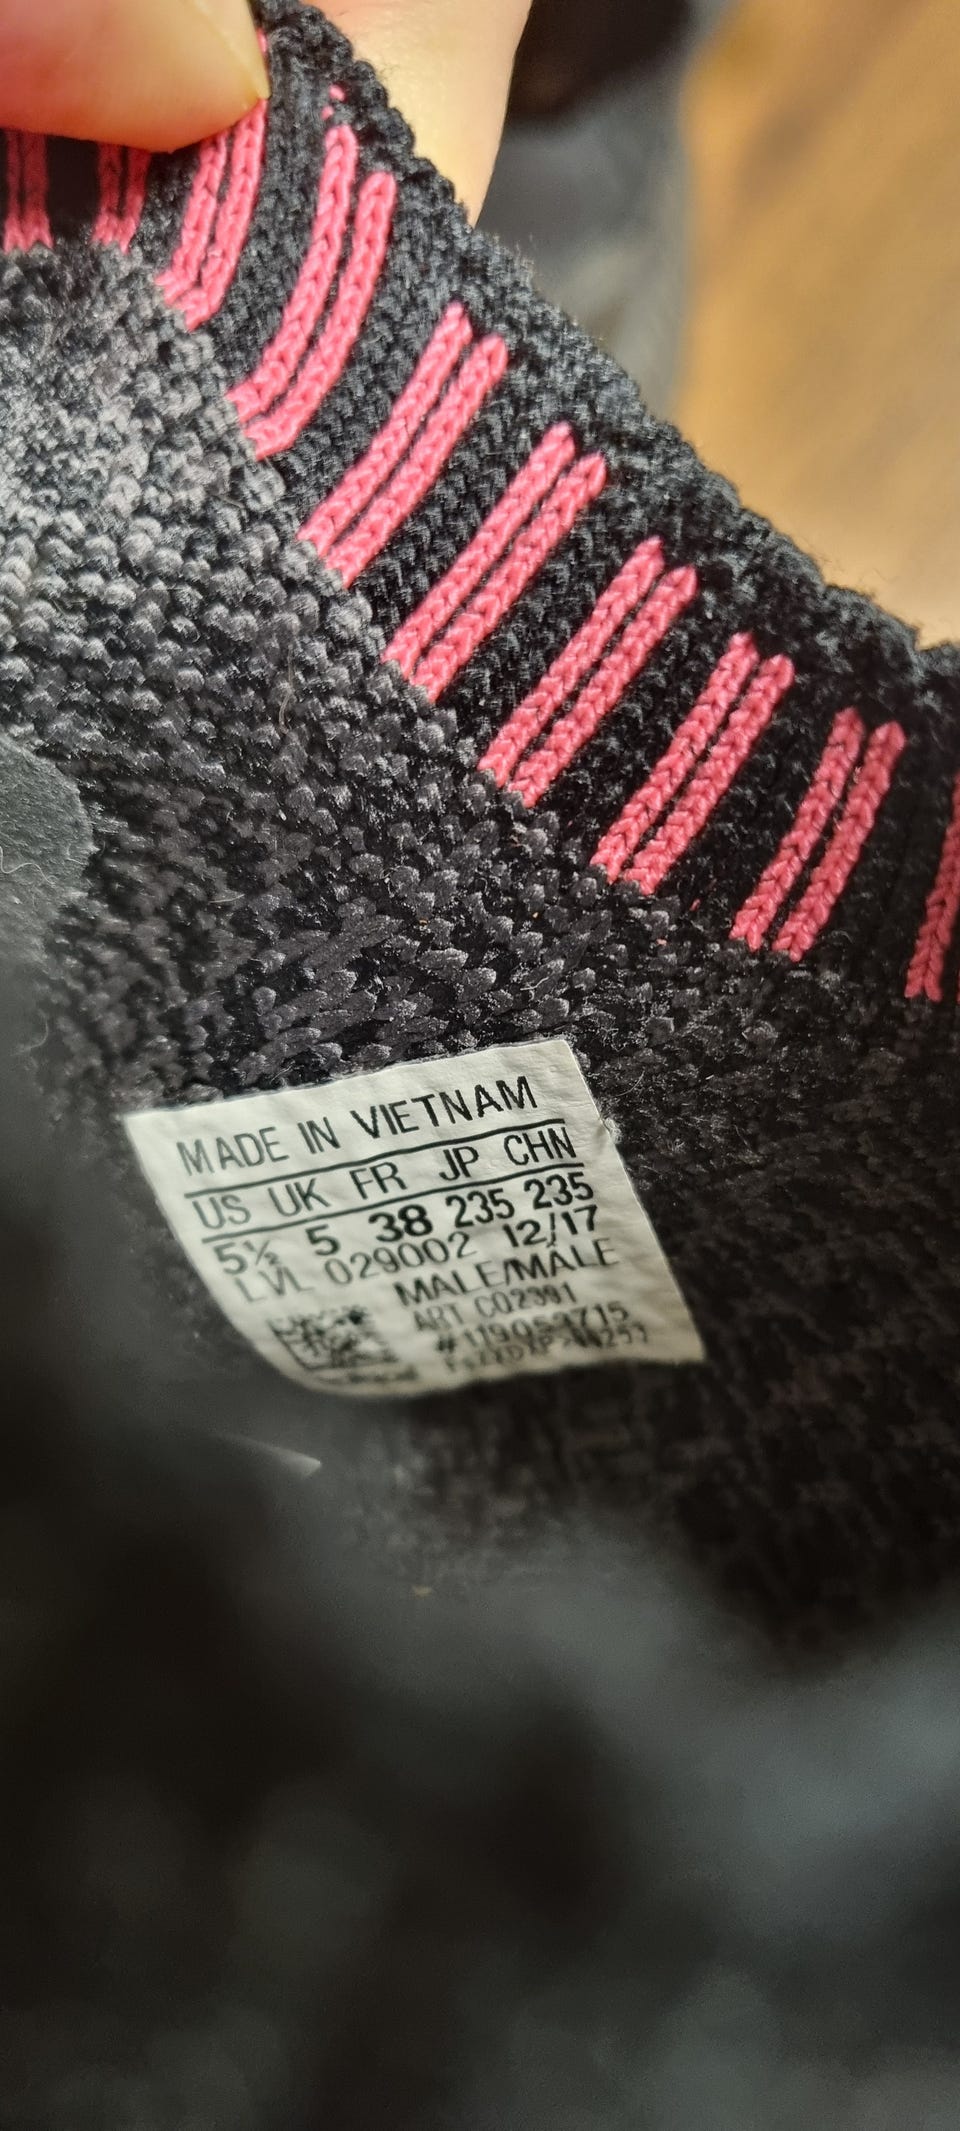 MADE IN VIETNAM
US UK FR JP CHN
5½ 5 38 235 235
LVL 029002 12/17
MALE/MÂLE
ART CQ2391